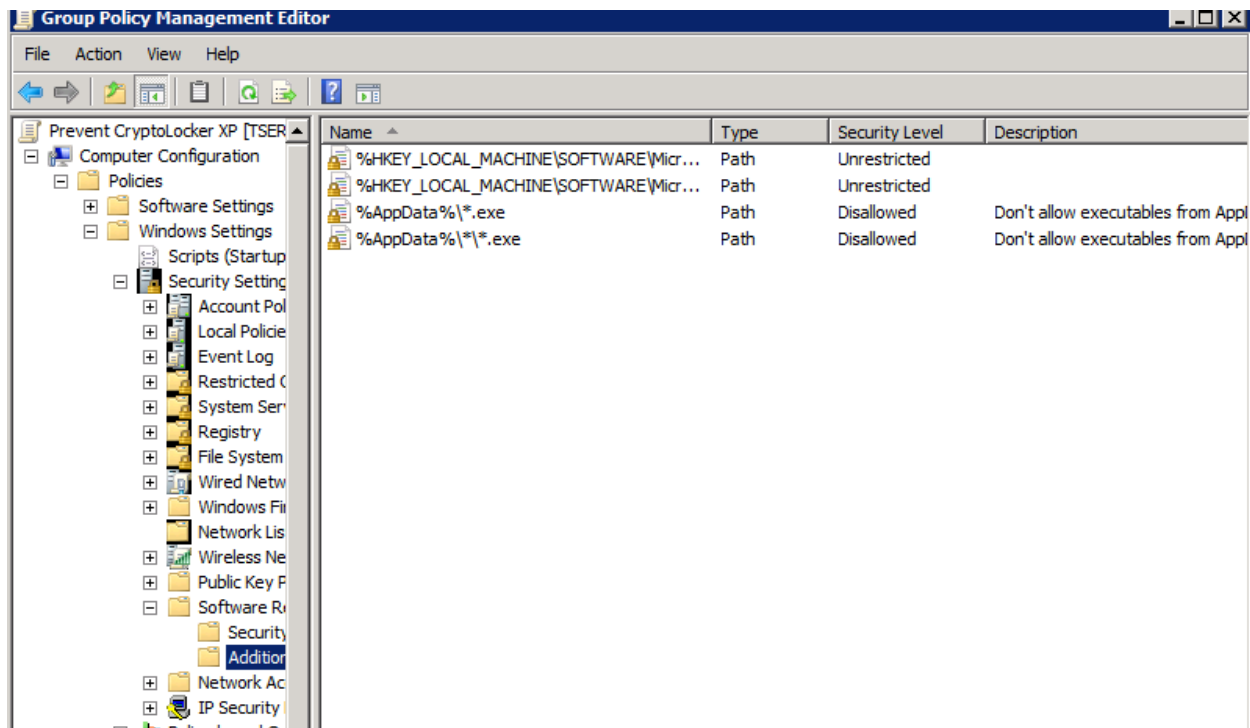 Group Policy Management Editor
File Action View Help
Prevent CryptoLocker XP [TSER
Computer Configuration
Policies
Software Settings
Windows Settings
Scripts (Startup
Security Setting
Account Pol
Local Policie
Event Log
Restricted G
System Serv
Registry
File System
Wired Netw
Windows Fir
Network Lis
Wireless Ne
Public Key P
Software Re
Security
Addition
Network Ac
IP Security
Name Type Security Level Description
%HKEY_LOCAL_MACHINE\SOFTWARE\Micr... Path Unrestricted
%HKEY_LOCAL_MACHINE\SOFTWARE\Micr... Path Unrestricted
%AppData%\*.exe Path Disallowed Don't allow executables from Appl
%AppData%\*\*.exe Path Disallowed Don't allow executables from Appl